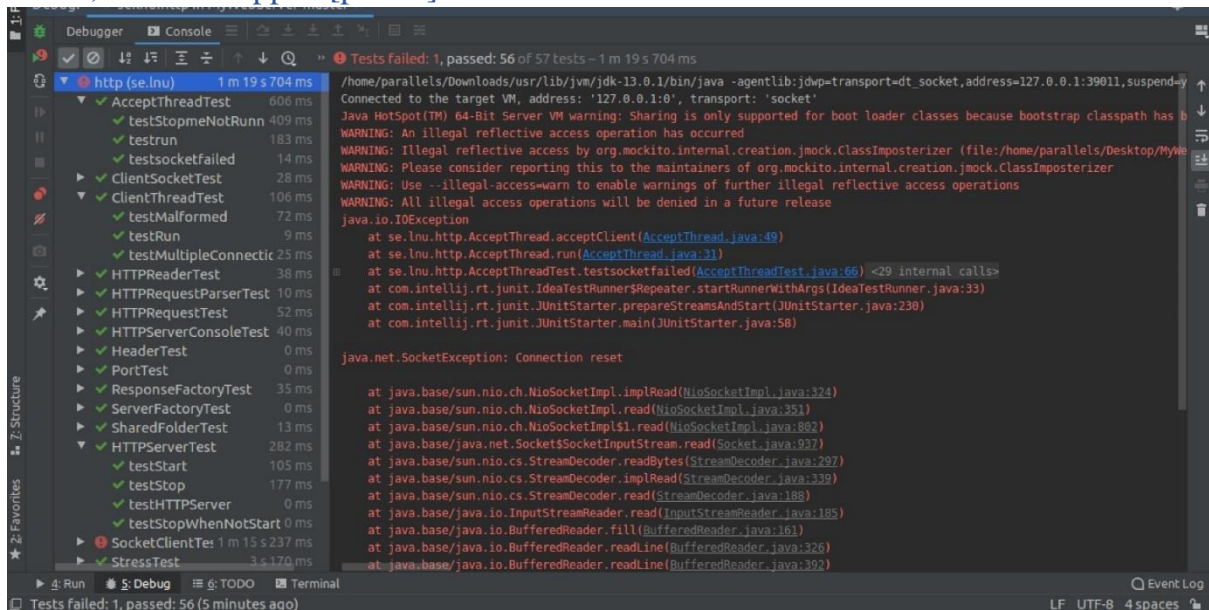 Debugger Console
Tests failed: 1, passed: 56 of 57 tests – 1 m 19 s 704 ms
http (se.lnu) 1 m 19 s 704 ms
AcceptThreadTest 606 ms
testStopmeNotRunn 409 ms
testrun 183 ms
testsocketfailed 14 ms
ClientSocketTest 28 ms
ClientThreadTest 106 ms
testMalformed 72 ms
testRun 9 ms
testMultipleConnectic 25 ms
HTTPReaderTest 38 ms
HTTPRequestParserTest 10 ms
HTTPRequestTest 52 ms
HTTPServerConsoleTest 40 ms
HeaderTest 0 ms
PortTest 0 ms
ResponseFactoryTest 35 ms
ServerFactoryTest 0 ms
SharedFolderTest 13 ms
HTTPServerTest 282 ms
testStart 105 ms
testStop 177 ms
testHTTPServer 0 ms
testStopWhenNotStart 0 ms
SocketClientTe: 1 m 15 s 237 ms
StressTest 3 s 170 ms
/home/parallels/Downloads/usr/lib/jvm/jdk-13.0.1/bin/java -agentlib:jdwp=transport=dt_socket,address=127.0.0.1:39011,suspend=y
Connected to the target VM, address: '127.0.0.1:0', transport: 'socket'
Java HotSpot(TM) 64-Bit Server VM warning: Sharing is only supported for boot loader classes because bootstrap classpath has b
WARNING: An illegal reflective access operation has occurred
WARNING: Illegal reflective access by org.mockito.internal.creation.jmock.ClassImposterizer (file:/home/parallels/Desktop/MyWe
WARNING: Please consider reporting this to the maintainers of org.mockito.internal.creation.jmock.ClassImposterizer
WARNING: Use --illegal-access=warn to enable warnings of further illegal reflective access operations
WARNING: All illegal access operations will be denied in a future release
java.io.IOException
at se.lnu.http.AcceptThread.acceptClient(AcceptThread.java:49)
at se.lnu.http.AcceptThread.run(AcceptThread.java:31)
at se.lnu.http.AcceptThreadTest.testsocketfailed(AcceptThreadTest.java:66) <29 internal calls>
at com.intellij.rt.junit.IdeaTestRunner$Repeater.startRunnerWithArgs(IdeaTestRunner.java:33)
at com.intellij.rt.junit.JUnitStarter.prepareStreamsAndStart(JUnitStarter.java:230)
at com.intellij.rt.junit.JUnitStarter.main(JUnitStarter.java:58)
java.net.SocketException: Connection reset
at java.base/sun.nio.ch.NioSocketImpl.implRead(NioSocketImpl.java:324)
at java.base/sun.nio.ch.NioSocketImpl.read(NioSocketImpl.java:351)
at java.base/sun.nio.ch.NioSocketImpl$1.read(NioSocketImpl.java:802)
at java.base/java.net.Socket$SocketInputStream.read(Socket.java:937)
at java.base/sun.nio.cs.StreamDecoder.readBytes(StreamDecoder.java:297)
at java.base/sun.nio.cs.StreamDecoder.implRead(StreamDecoder.java:339)
at java.base/sun.nio.cs.StreamDecoder.read(StreamDecoder.java:188)
at java.base/java.io.InputStreamReader.read(InputStreamReader.java:185)
at java.base/java.io.BufferedReader.fill(BufferedReader.java:161)
at java.base/java.io.BufferedReader.readLine(BufferedReader.java:326)
at java.base/java.io.BufferedReader.readLine(BufferedReader.java:392)
7: Structure
2: Favorites
4: Run 5: Debug 6: TODO Terminal Event Log
Tests failed: 1, passed: 56 (5 minutes ago) LF UTF-8 4 spaces